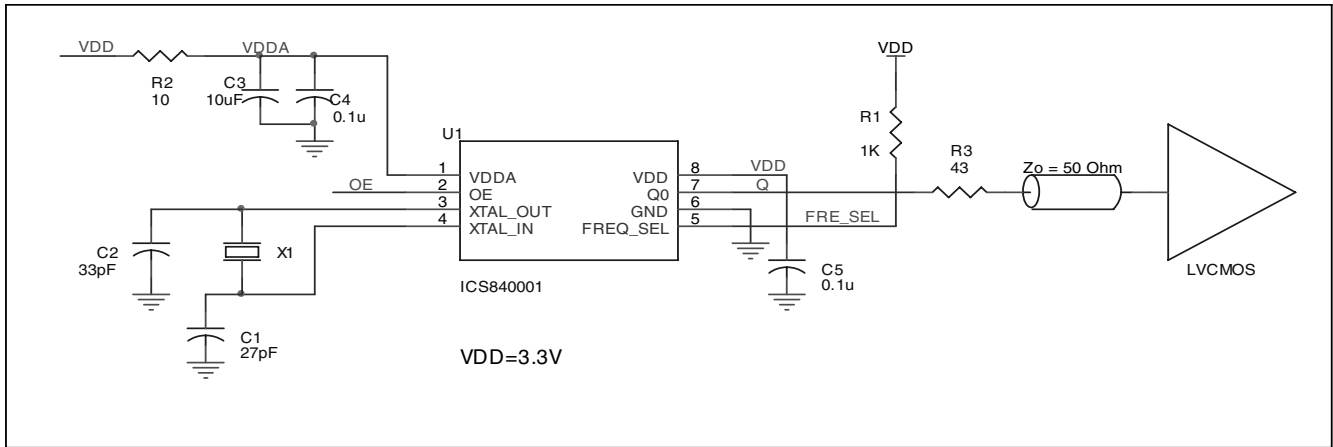 VDD
VDDA
VDD
R2
10
C3
10uF
C4
0.1u
R1
1K
U1
R3
43
Zo = 50 Ohm
1
VDDA
VDD
8
VDD
OE
2
OE
Q0
7
Q
3
XTAL_OUT
GND
6
4
XTAL_IN
FREQ_SEL
5
FRE_SEL
C2
33pF
X1
C5
0.1u
LVCMOS
ICS840001
C1
27pF
VDD=3.3V